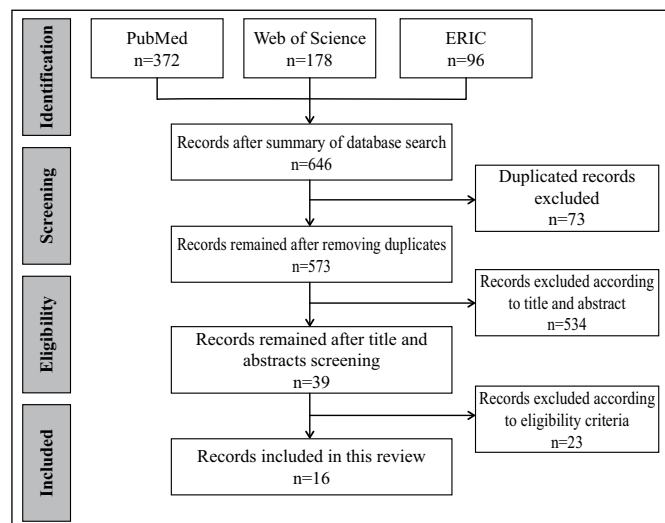 Identification
PubMed
n=372
Web of Science
n=178
ERIC
n=96
Records after summary of database search
n=646
Screening
Duplicated records
excluded
n=73
Records remained after removing duplicates
n=573
Eligibility
Records excluded according
to title and abstract
n=534
Records remained after title and
abstracts screening
n=39
Included
Records excluded according
to eligibility criteria
n=23
Records included in this review
n=16